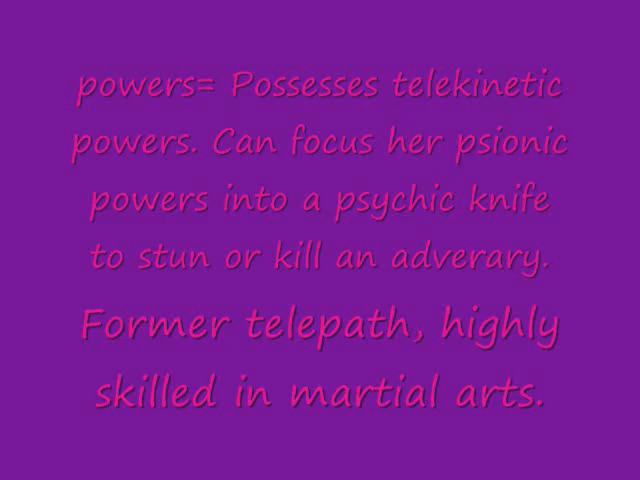 powers= Possesses telekinetic
powers. Can focus her psionic
powers into a psychic knife
to stun or kill an adverary.
Former telepath, highly
skilled in martial arts.